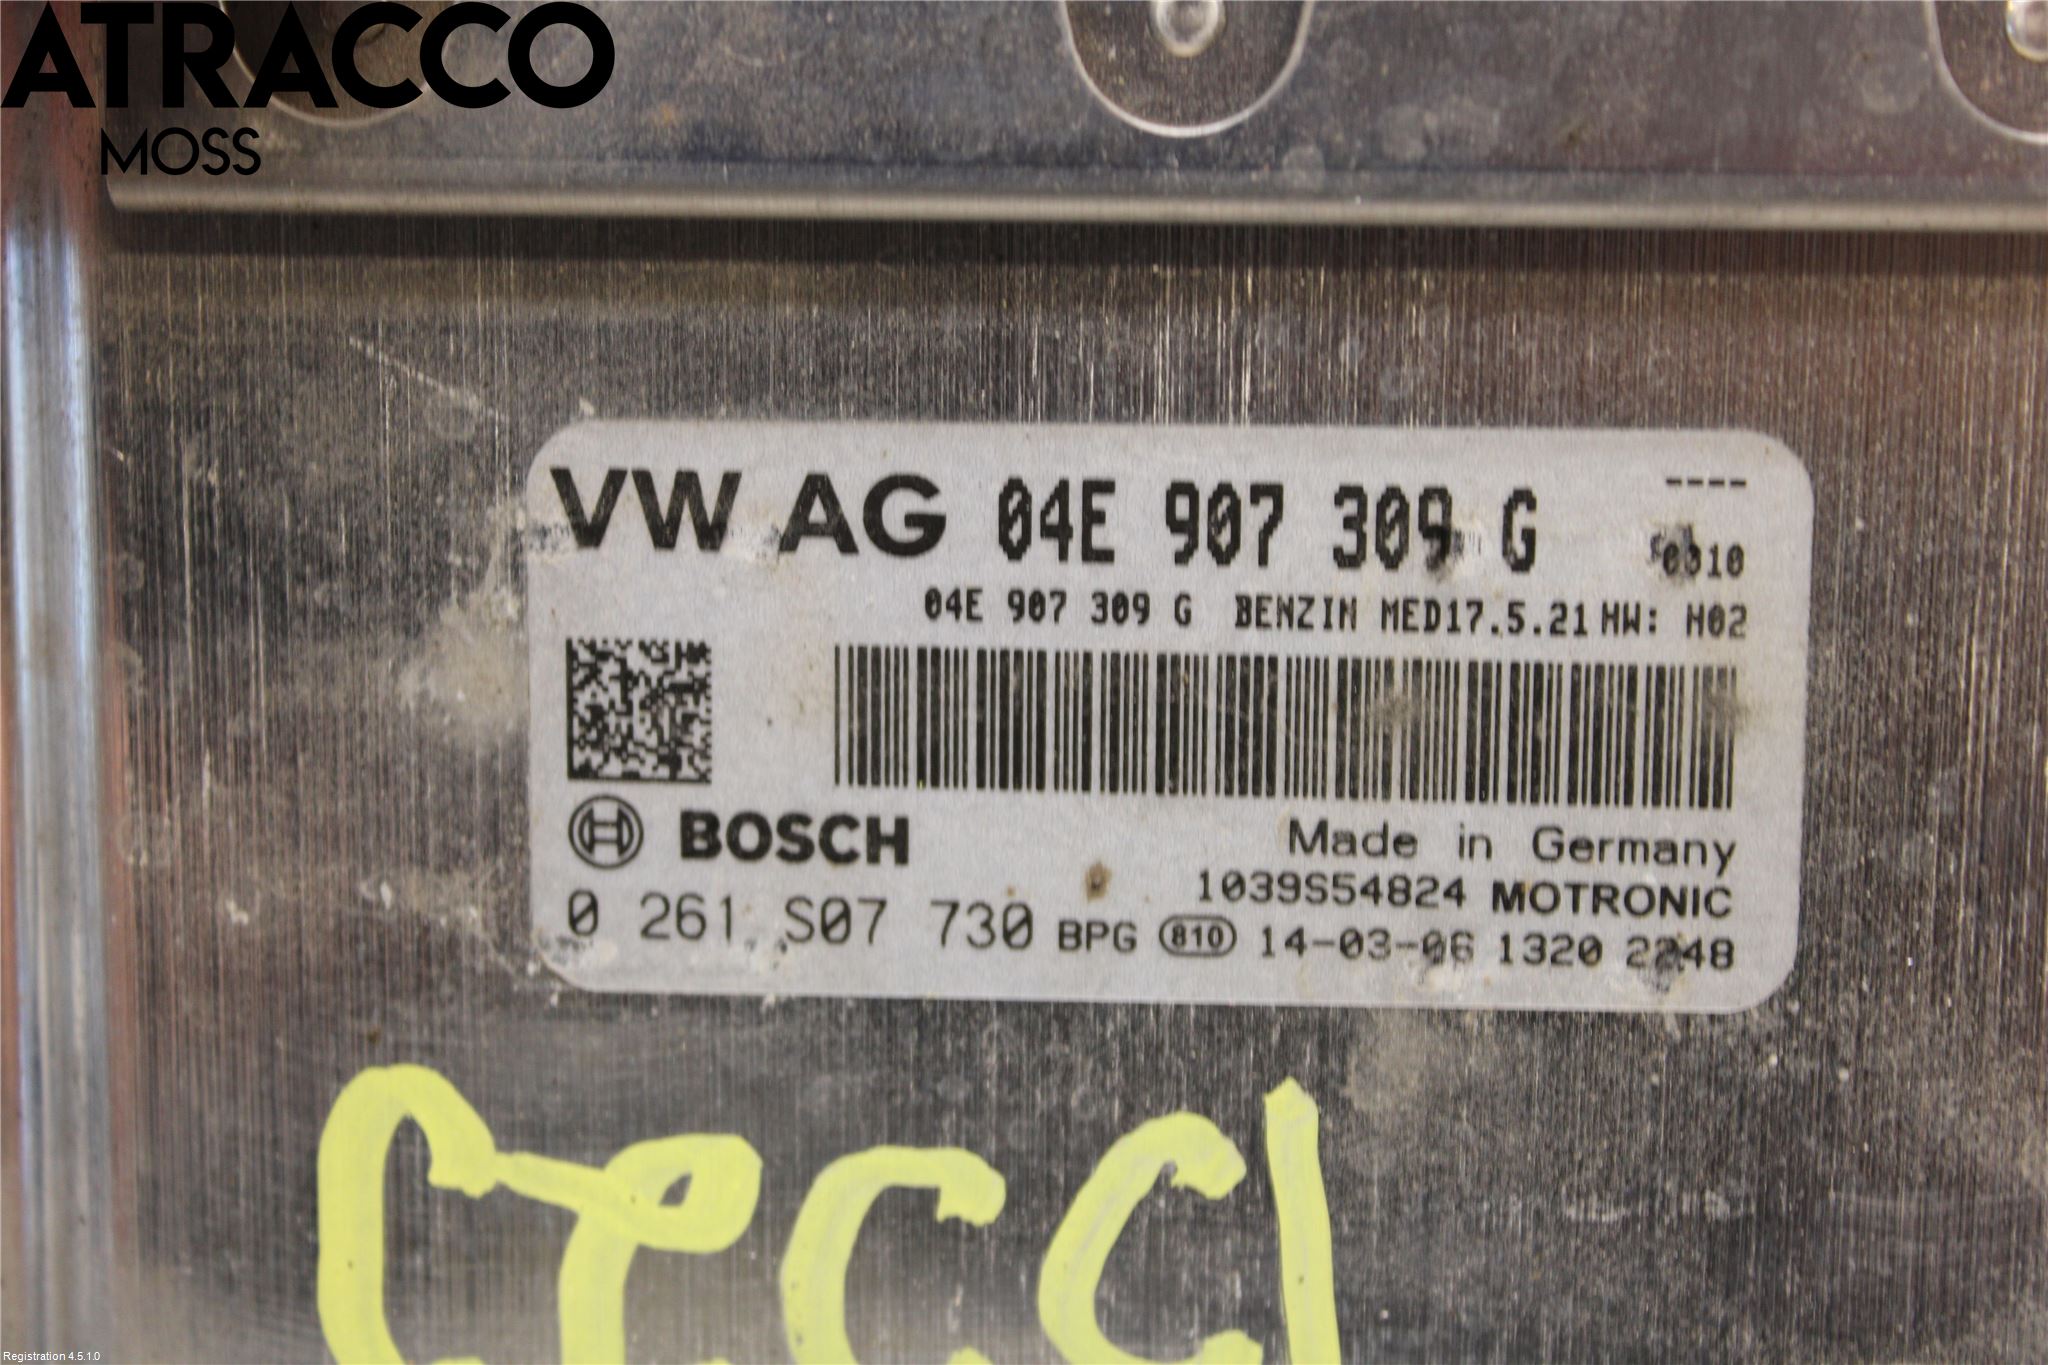 ATRACCO
MOSS
VW AG 04E 907 309 G ----
0010
04E 907 309 G BENZIN MED17.5.21 HW: H02
BOSCH
Made in Germany
1039S54824 MOTRONIC
0 261 S07 730 BPG 810 14-03-06 1320 2248
Registration 4.5.1.0